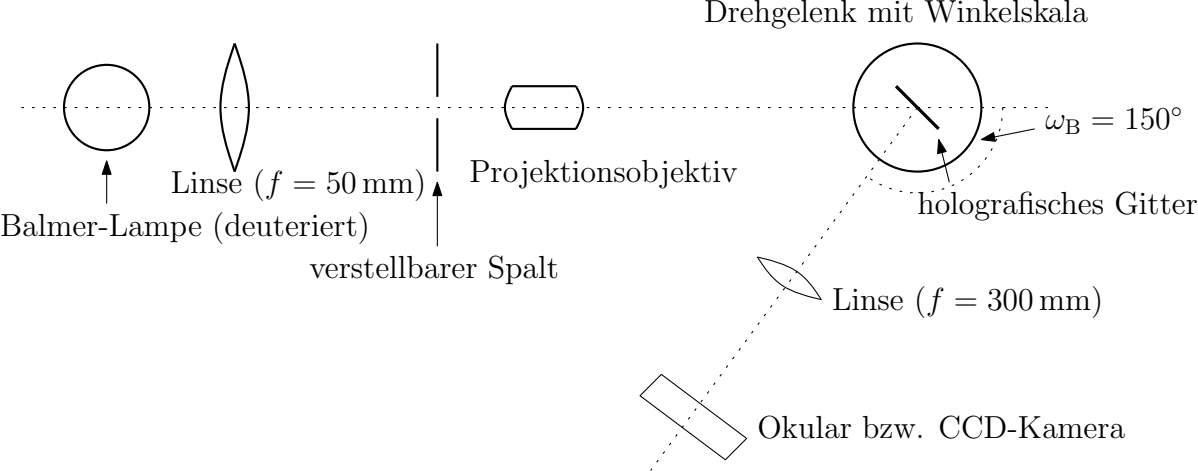 Drehgelenk mit Winkelskala
ω_B = 150°
Linse (f = 50 mm)
Projektionsobjektiv
holografisches Gitter
Balmer-Lampe (deuteriert)
verstellbarer Spalt
Linse (f = 300 mm)
Okular bzw. CCD-Kamera